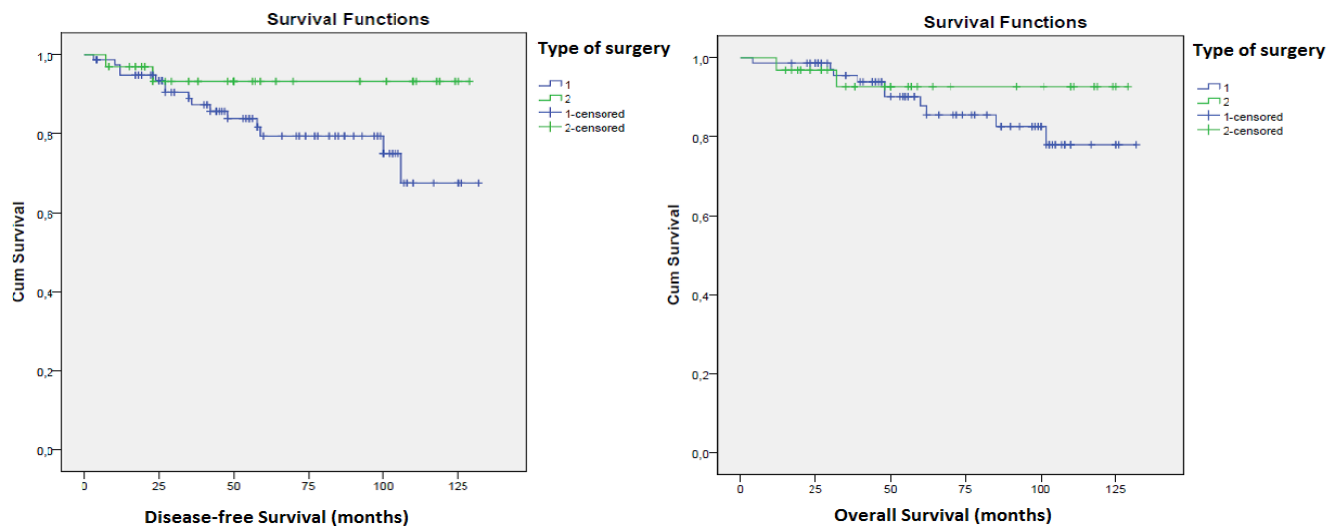 Survival Functions
Type of surgery
1
2
1-censored
2-censored
1,0
0,8
0,6
0,4
0,2
0,0
Cum Survival
0 25 50 75 100 125
Disease-free Survival (months)
Survival Functions
Type of surgery
1
2
1-censored
2-censored
1,0
0,8
0,6
0,4
0,2
0,0
Cum Survival
0 25 50 75 100 125
Overall Survival (months)